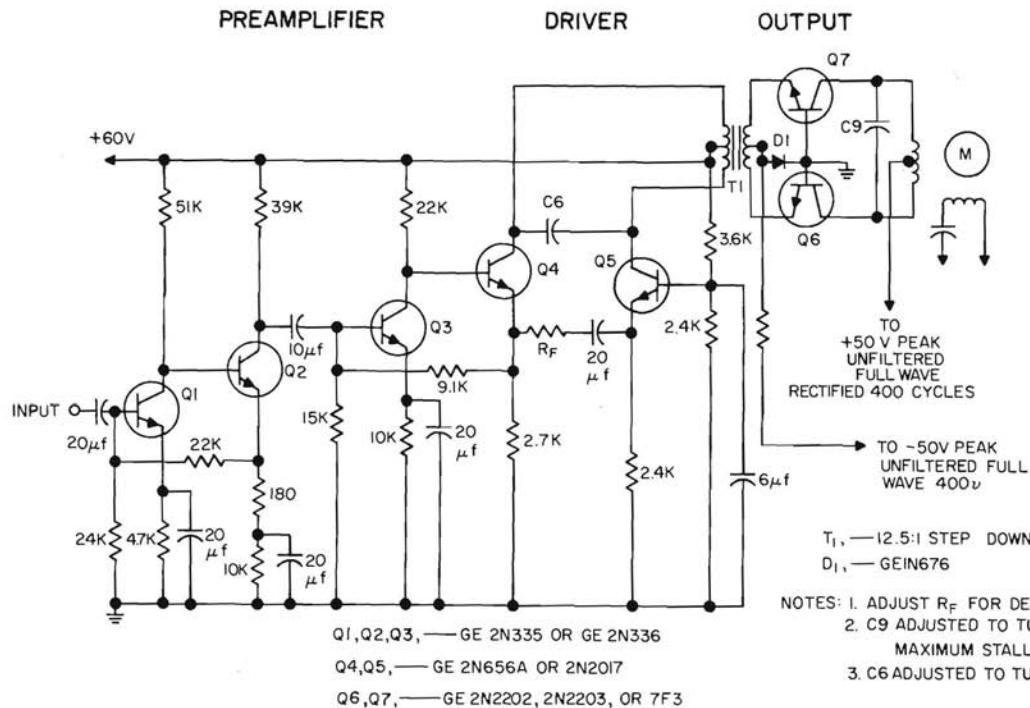 PREAMPLIFIER
DRIVER
OUTPUT
Q7
+60V
C9
D1
M
51K
39K
22K
T1
C6
Q6
Q4
Q5
3.6K
TO
+50 V PEAK
UNFILTERED
FULL WAVE
RECTIFIED 400 CYCLES
10µf
Q3
2.4K
Q2
RF
20
µf
Q1
9.1K
INPUT
20µf
22K
15K
10K
20
µf
2.7K
TO -50V PEAK
UNFILTERED FULL
WAVE 400υ
2.4K
6µf
180
24K
4.7K
20
µf
10K
20
µf
T1, — 12.5:1 STEP DOWN
D1, — GEIN676
NOTES: 1. ADJUST RF FOR DE
2. C9 ADJUSTED TO TU
MAXIMUM STALL
3. C6 ADJUSTED TO TU
Q1,Q2,Q3, — GE 2N335 OR GE 2N336
Q4,Q5, — GE 2N656A OR 2N2017
Q6,Q7, — GE 2N2202, 2N2203, OR 7F3